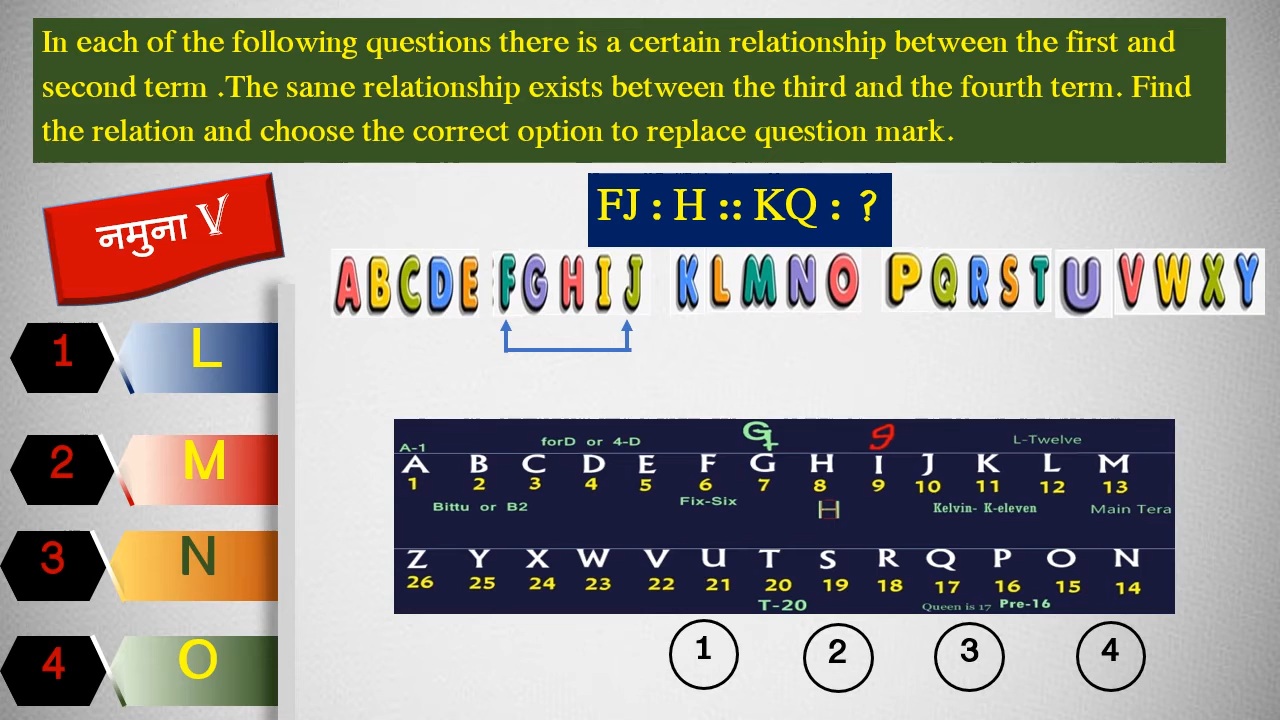 In each of the following questions there is a certain relationship between the first and
second term .The same relationship exists between the third and the fourth term. Find
the relation and choose the correct option to replace question mark.
FJ : H :: KQ : ?
नमुना V
A B C D E F G H I J K L M N O P Q R S T U V W X Y
1 L
2 M
3 N
4 O
A-1 forD or 4-D G 9 L-Twelve
A B C D E F G H I J K L M
1 2 3 4 5 6 7 8 9 10 11 12 13
Bittu or B2 Fix-Six H Kelvin- K-eleven Main Tera
Z Y X W V U T S R Q P O N
26 25 24 23 22 21 20 19 18 17 16 15 14
T-20 Queen is 17 Pre-16
1 2 3 4